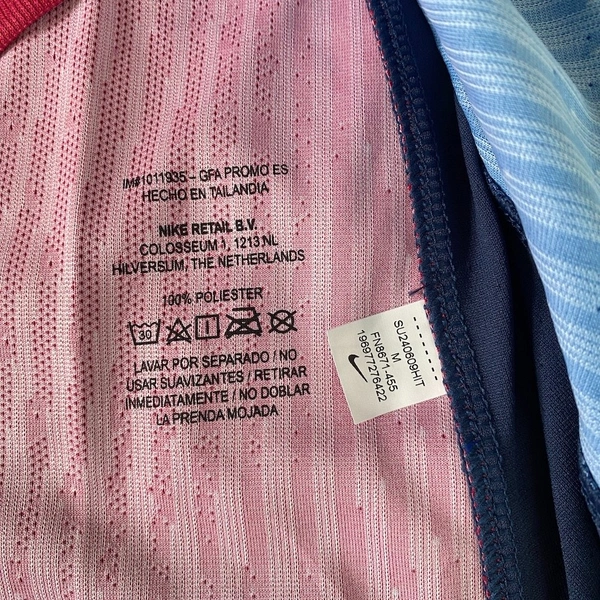 IM#1011935 – GFA PROMO ES
HECHO EN TAILANDIA
NIKE RETAIL B.V.
COLOSSEUM 1, 1213 NL
HILVERSUM, THE NETHERLANDS
100% POLIESTER
30
LAVAR POR SEPARADO / NO
USAR SUAVIZANTES / RETIRAR
INMEDIATAMENTE / NO DOBLAR
LA PRENDA MOJADA
SU240609HIT
M
FN8671-455
196977276422